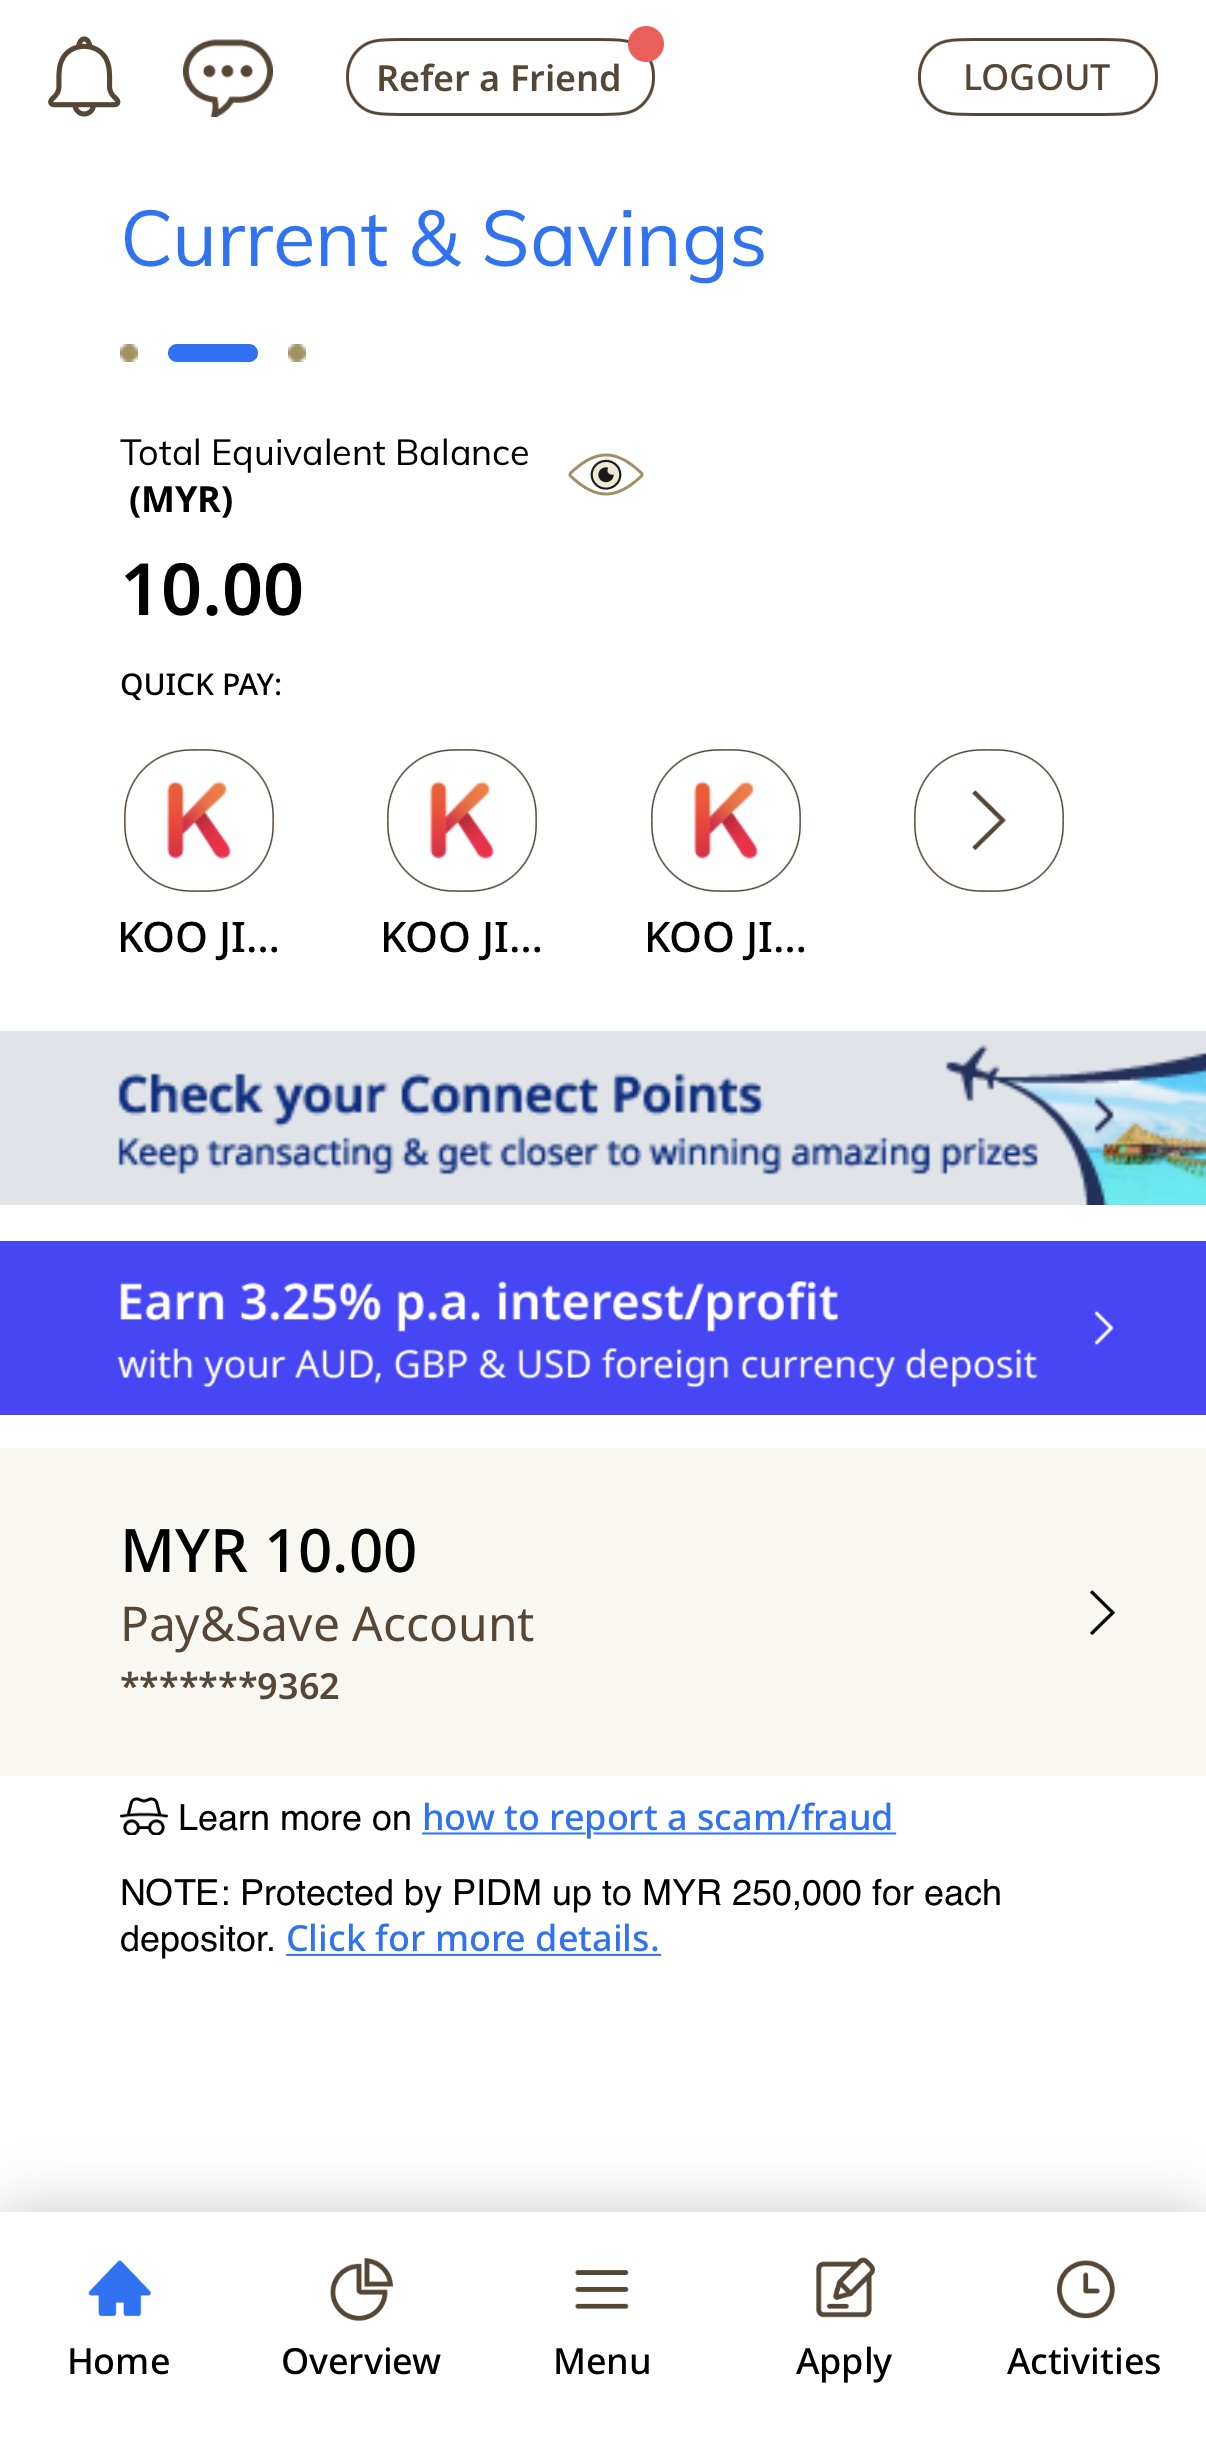 Refer a Friend
LOGOUT
Current & Savings
Total Equivalent Balance
(MYR)
10.00
QUICK PAY:
K
K
K
KOO JI...
KOO JI...
KOO JI...
Check your Connect Points
Keep transacting & get closer to winning amazing prizes
Earn 3.25% p.a. interest/profit
with your AUD, GBP & USD foreign currency deposit
MYR 10.00
Pay&Save Account
*******9362
Learn more on how to report a scam/fraud
NOTE: Protected by PIDM up to MYR 250,000 for each
depositor. Click for more details.
Home
Overview
Menu
Apply
Activities